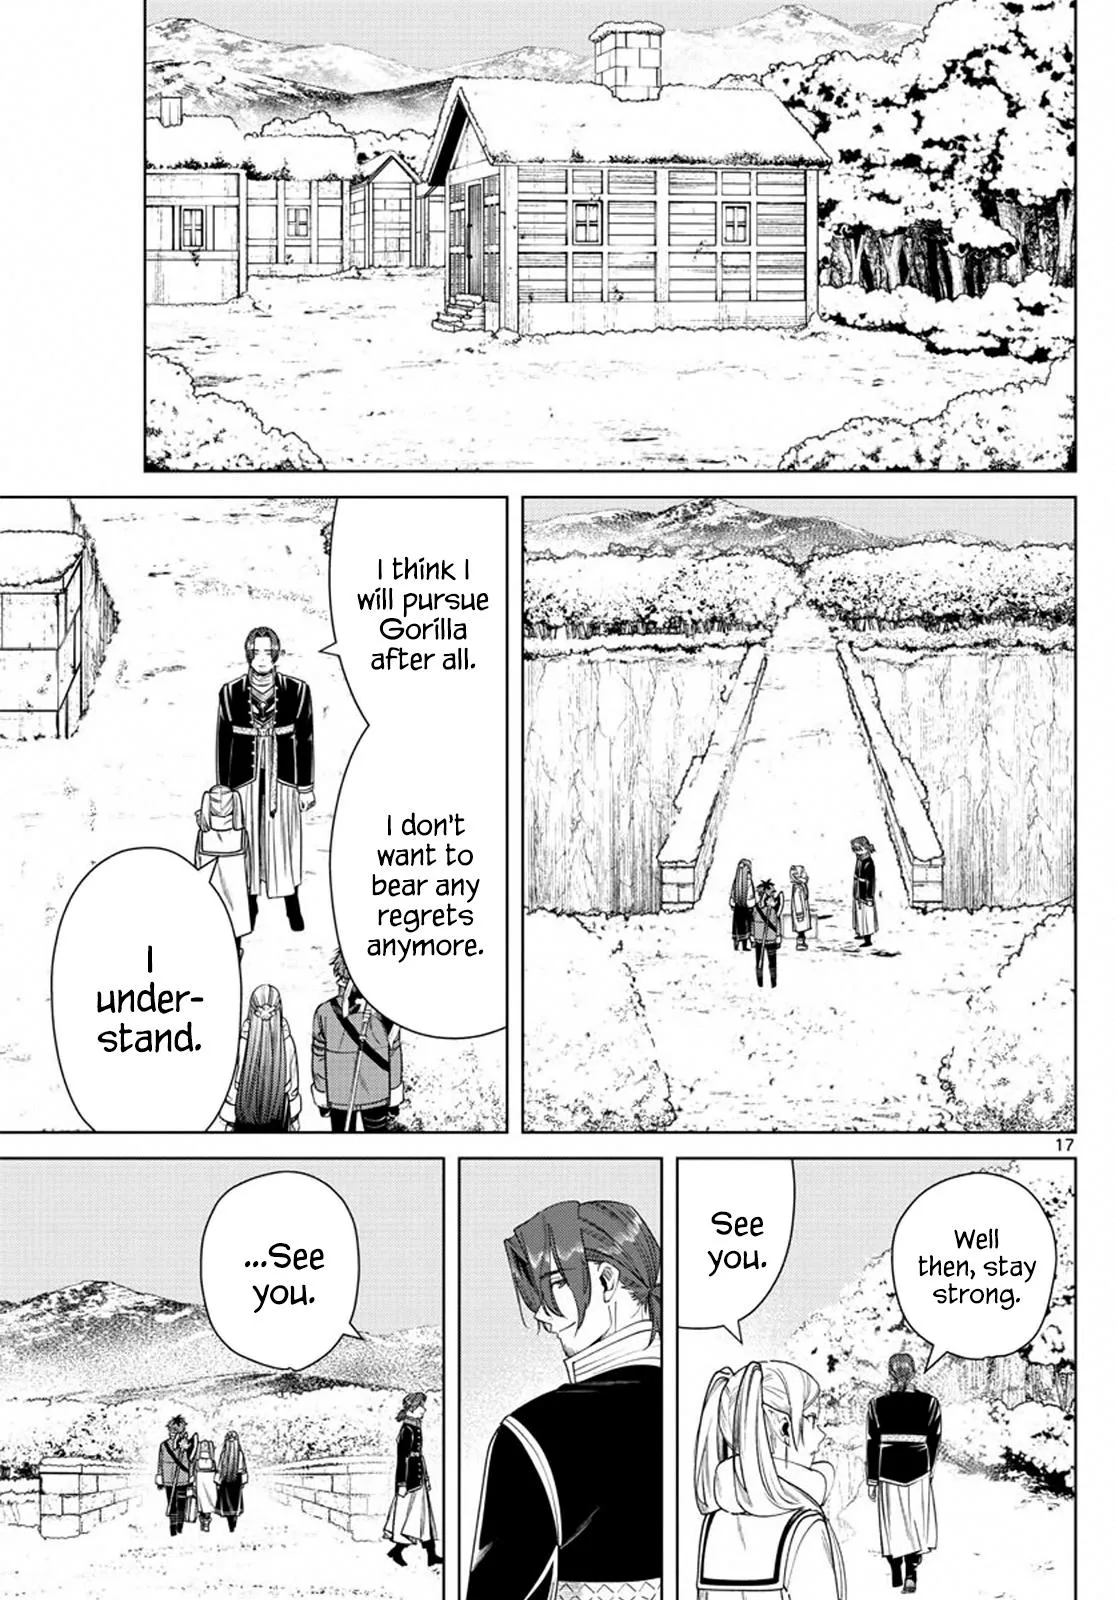 I think I
will pursue
Gorilla
after all.
I don't
want to
bear any
regrets
anymore.
I
under-
stand.
17
Well
then, stay
strong.
See
you.
...See
you.